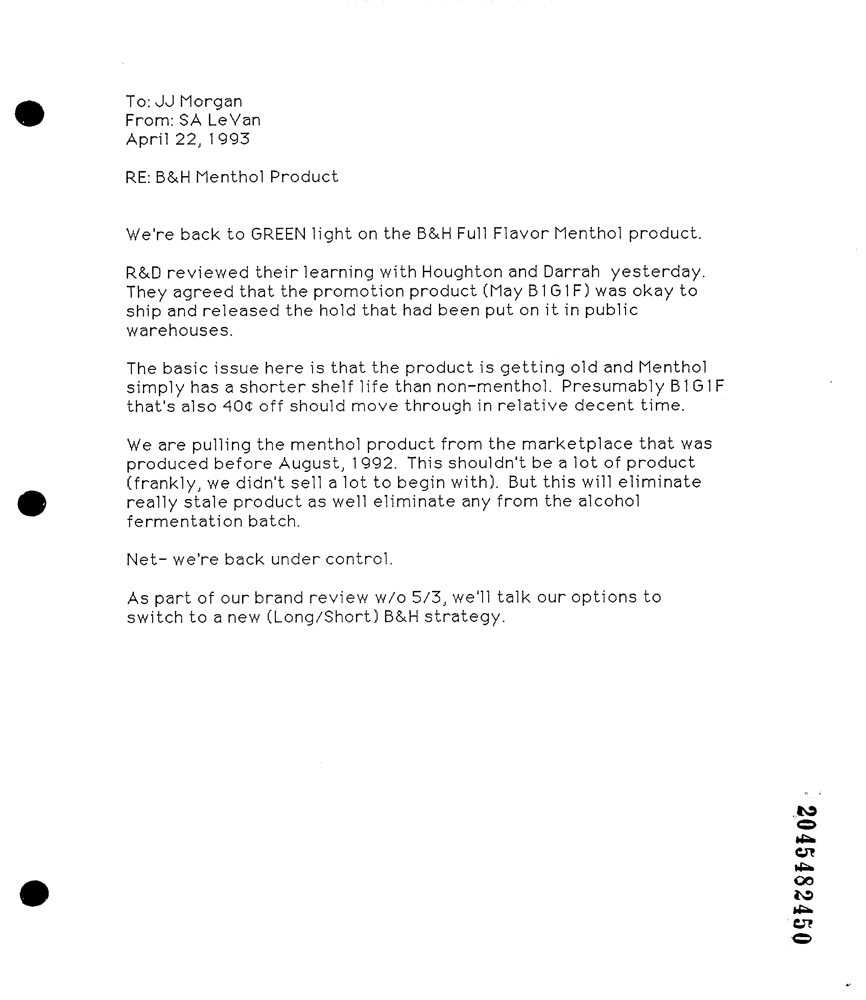 To: JJ Morgan
From: SA LeVan
April 22, 1993
RE: B&H Menthol Product
We're back to GREEN light on the B&H Full Flavor Menthol product.
R&D reviewed their learning with Houghton and Darrah yesterday.
They agreed that the promotion product (May B1G1F) was okay to
ship and released the hold that had been put on it in public
warehouses.
The basic issue here is that the product is getting old and Menthol
simply has a shorter shelf life than non-menthol. Presumably B1G1F
that's also 40¢ off should move through in relative decent time.
We are pulling the menthol product from the marketplace that was
produced before August, 1992. This shouldn't be a lot of product
(frankly, we didn't sell a lot to begin with). But this will eliminate
really stale product as well eliminate any from the alcohol
fermentation batch.
Net- we're back under control.
As part of our brand review w/o 5/3, we'll talk our options to
switch to a new (Long/Short) B&H strategy.
2045482450